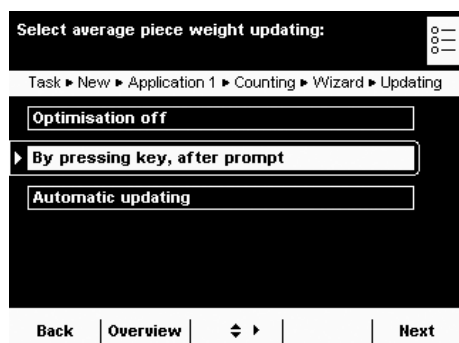 Select average piece weight updating:
Task ▸ New ▸ Application 1 ▸ Counting ▸ Wizard ▸ Updating
Optimisation off
By pressing key, after prompt
Automatic updating
Back Overview Next